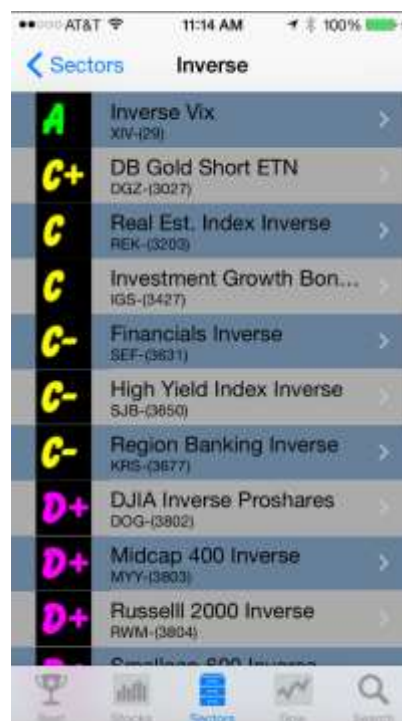 AT&T 11:14 AM 100%
Sectors Inverse
A Inverse Vix
XIV-(29)
C+ DB Gold Short ETN
DGZ-(3027)
C Real Est. Index Inverse
REK-(3203)
C Investment Growth Bon...
IGS-(3427)
C- Financials Inverse
SEF-(3631)
C- High Yield Index Inverse
SJB-(3650)
C- Region Banking Inverse
KRS-(3677)
D+ DJIA Inverse Proshares
DOG-(3802)
D+ Midcap 400 Inverse
MYY-(3803)
D+ Russelll 2000 Inverse
RWM-(3804)
Stocks Sectors Search